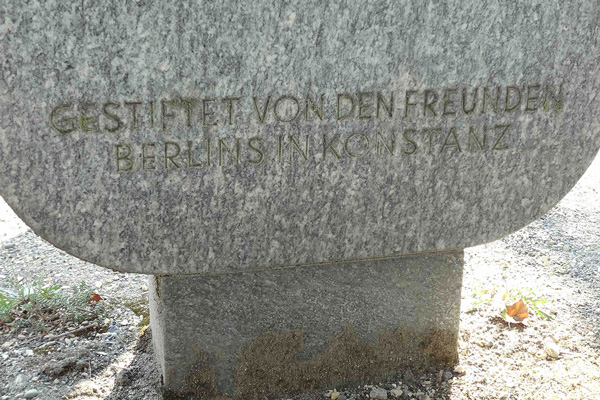 GESTIFTET VON DEN FREUNDEN
BERLINS IN KONSTANZ